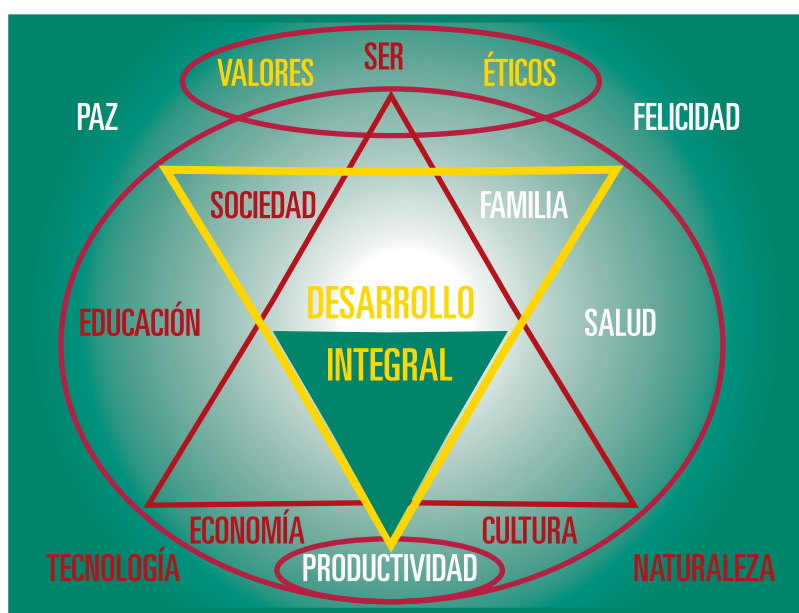 VALORES SER ÉTICOS
PAZ FELICIDAD
SOCIEDAD FAMILIA
DESARROLLO
EDUCACIÓN SALUD
INTEGRAL
ECONOMÍA CULTURA
TECNOLOGÍA PRODUCTIVIDAD NATURALEZA